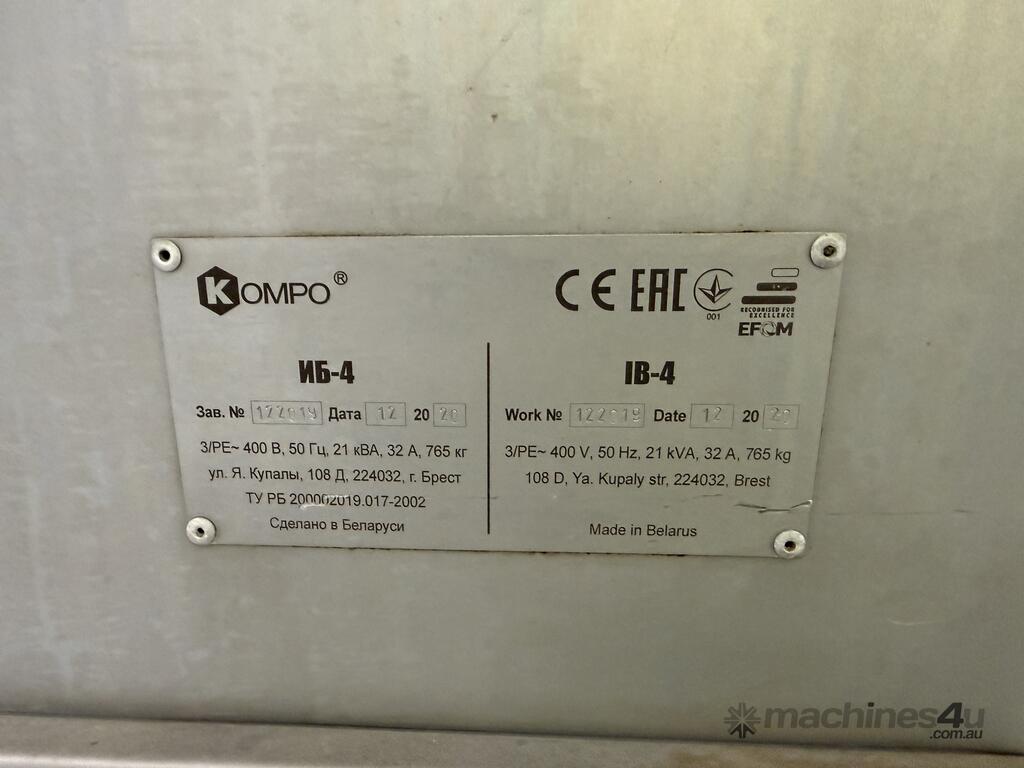 KOMPO®
CE EAC
001
RECOGNISED FOR
EXCELLENCE
EFQM
ИБ-4
Зав. № 122019 Дата 12 20 20
3/PE~ 400 В, 50 Гц, 21 кВА, 32 А, 765 кг
ул. Я. Купалы, 108 Д, 224032, г. Брест
ТУ РБ 200002019.017-2002
Сделано в Беларуси
IB-4
Work № 122019 Date 12 20 20
3/PE~ 400 V, 50 Hz, 21 kVA, 32 A, 765 kg
108 D, Ya. Kupaly str, 224032, Brest
Made in Belarus
machines4u
.com.au